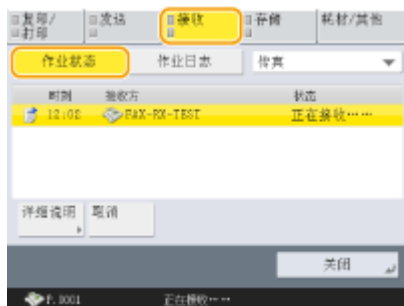 复印/ 发送 接收 存储 耗材/其他
打印
作业状态 作业日志 传真
时刻 接收方 状态
12:02 FAX-RX-TEST 正在接收……
详细说明 取消
关闭
P.0001 正在接收……